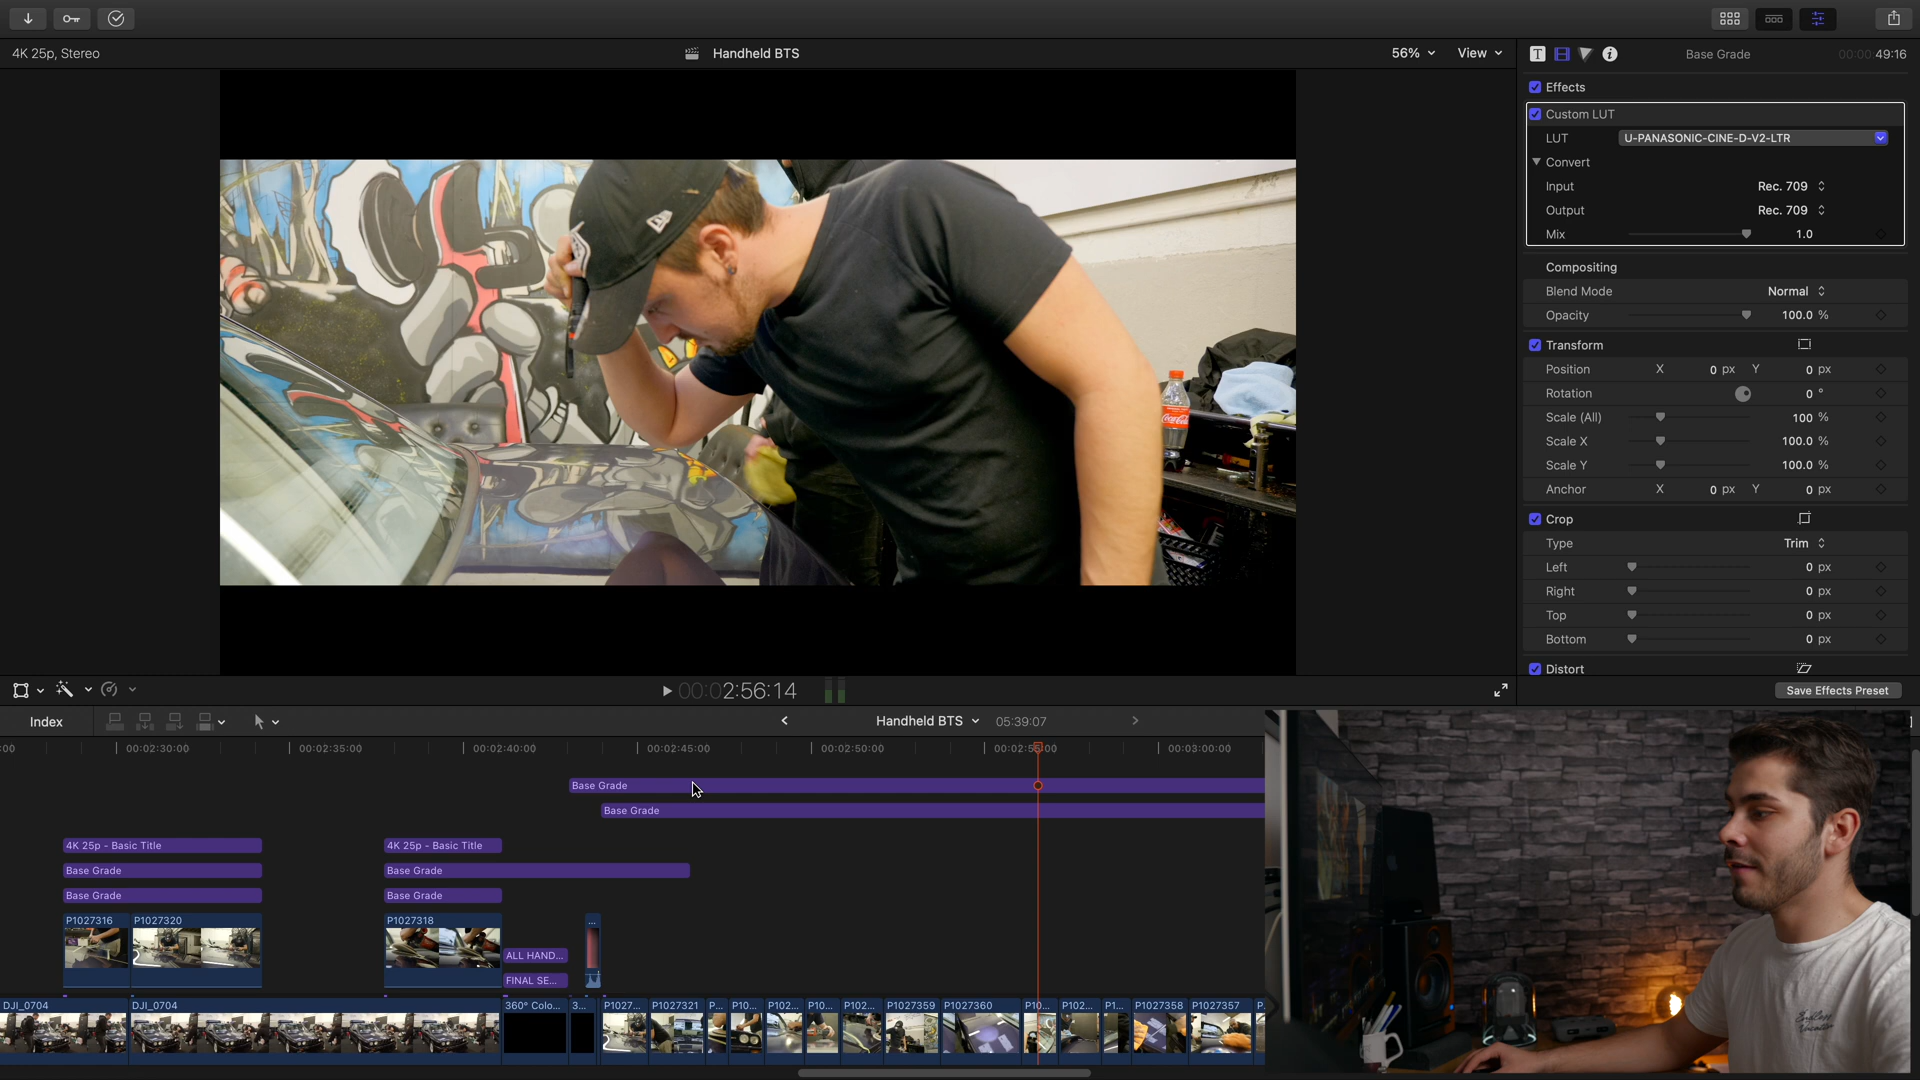 4K 25p, Stereo
Handheld BTS
56%
View
Base Grade
00:00:49:16
Effects
Custom LUT
LUT
U-PANASONIC-CINE-D-V2-LTR
Convert
Input
Rec. 709
Output
Rec. 709
Mix
1.0
Compositing
Blend Mode
Normal
Opacity
100.0 %
Transform
Position
X
0 px
Y
0 px
Rotation
0 °
Scale (All)
100 %
Scale X
100.0 %
Scale Y
100.0 %
Anchor
X
0 px
Y
0 px
Crop
Type
Trim
Left
0 px
Right
0 px
Top
0 px
Bottom
0 px
Distort
Save Effects Preset
Coca-Cola
00:02:56:14
Index
Handheld BTS
05:39:07
:00
00:02:30:00
00:02:35:00
00:02:40:00
00:02:45:00
00:02:50:00
00:02:55:00
00:03:00:00
Base Grade
Base Grade
4K 25p - Basic Title
4K 25p - Basic Title
Base Grade
Base Grade
Base Grade
Base Grade
P1027316
P1027320
P1027318
...
ALL HAND...
FINAL SE...
DJI_0704
DJI_0704
360° Colo...
3...
P1027...
P1027321
P...
P10...
P102...
P10...
P102...
P1027359
P1027360
P10...
P102...
P1...
P1027358
P1027357
P.